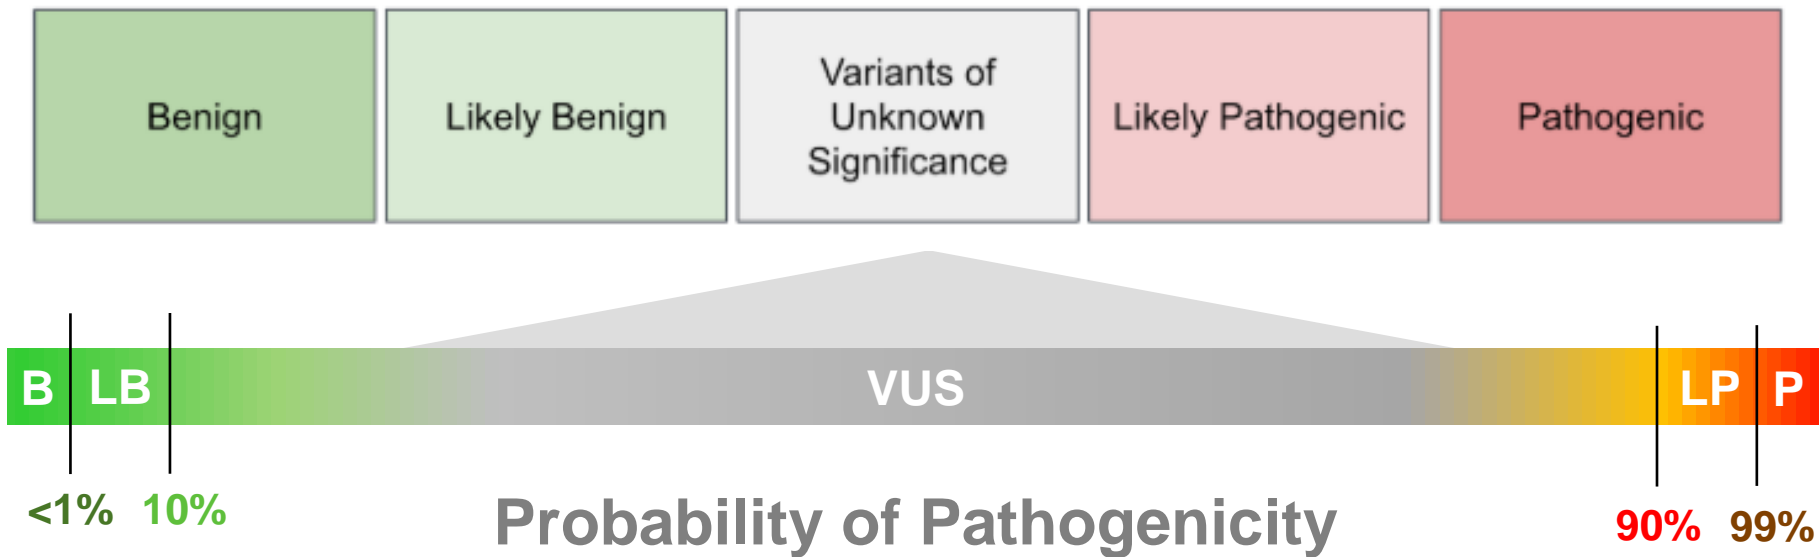 Benign
Likely Benign
Variants of
Unknown
Significance
Likely Pathogenic
Pathogenic
B
LB
VUS
LP
P
<1%
10%
Probability of Pathogenicity
90%
99%